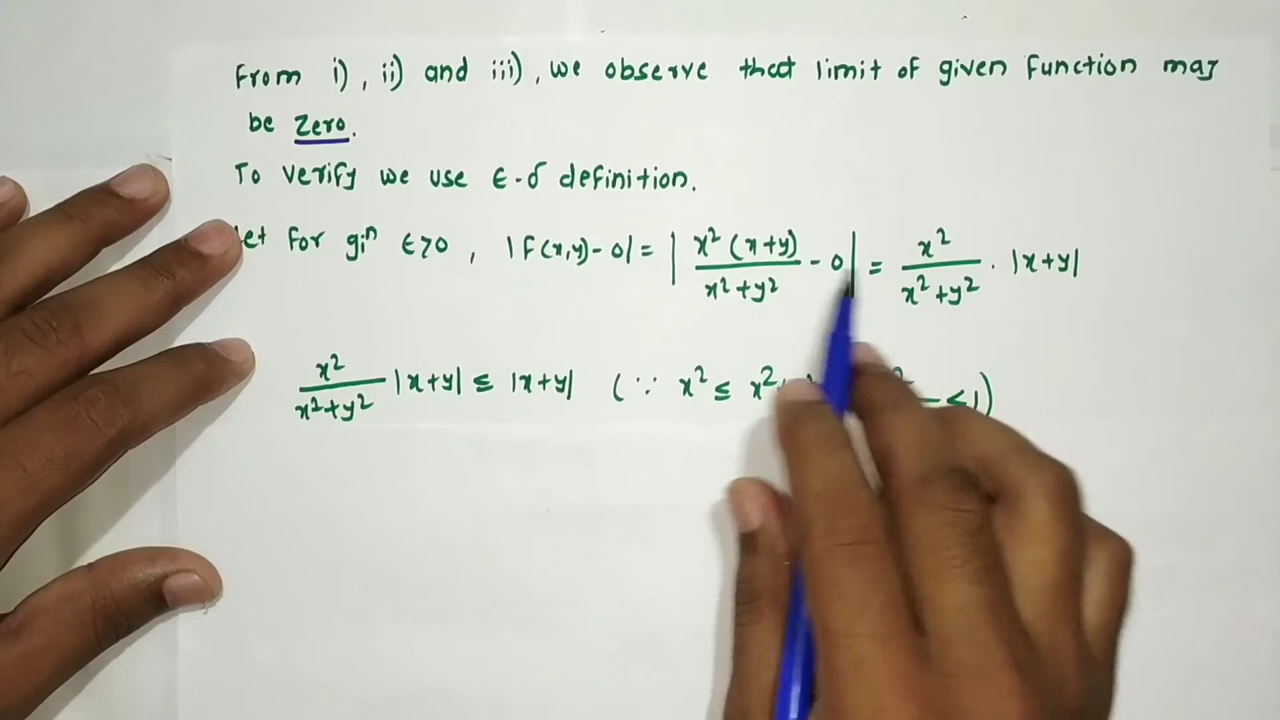 From i), ii) and iii), we observe that limit of given function may
be Zero.
To verify we use ε-δ definition.
for giⁿ ε>0, |f(x,y)-0| = | x²(x+y) / x²+y² - 0 | = x² / x²+y² · |x+y|
x² / x²+y² |x+y| ≤ |x+y| (∵ x² ≤ x² ≤1)